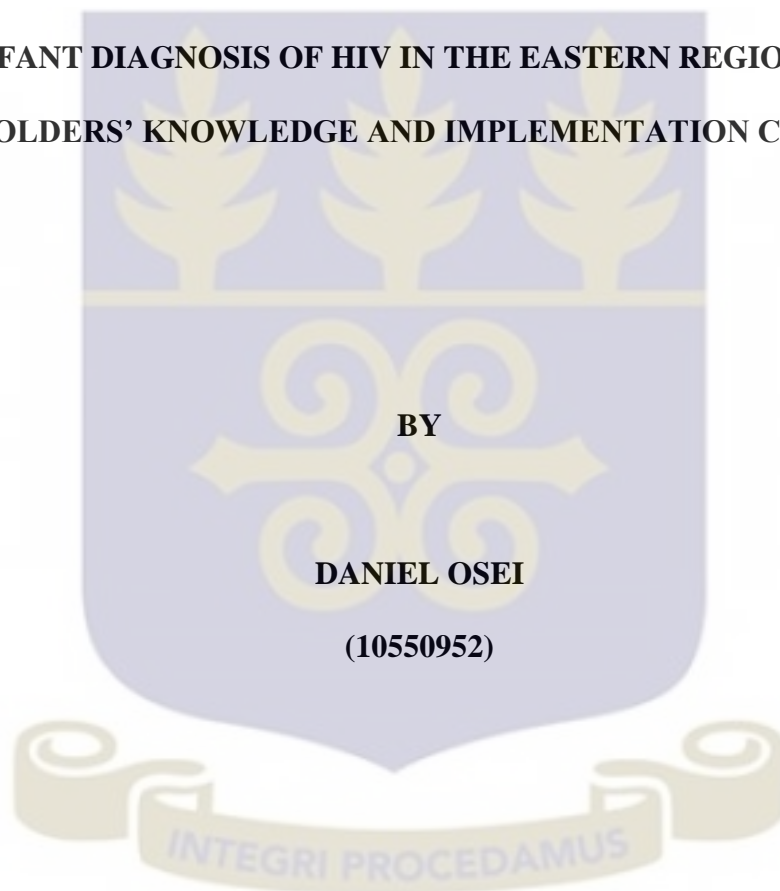 FANT DIAGNOSIS OF HIV IN THE EASTERN REGIO
OLDERS’ KNOWLEDGE AND IMPLEMENTATION C
BY
DANIEL OSEI
(10550952)
INTEGRI PROCEDAMUS